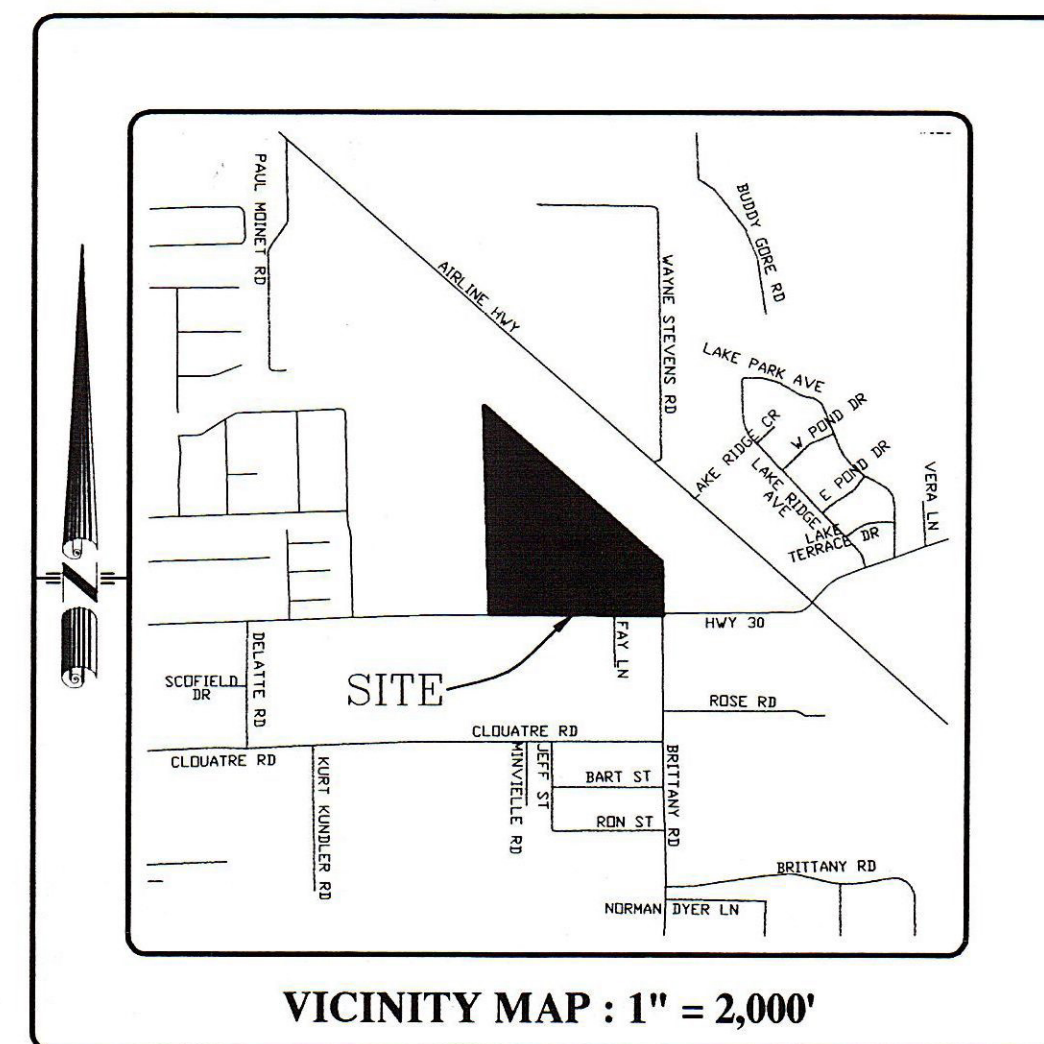 PAUL MOINET RD
AIRLINE HWY
WAYNE STEVENS RD
BUDDY GORE RD
LAKE PARK AVE
W POND DR
AKE RIDGE CR
E POND DR
LAKE RIDGE
AVE
VERA LN
LAKE
TERRACE DR
N
HWY 30
FAY LN
DELATTE RD
SCOFIELD
DR
SITE
ROSE RD
CLOUATRE RD
CLOUATRE RD
KURT KUNDLER RD
MINVIELLE RD
JEFF ST
BART ST
BRITTANY RD
RON ST
BRITTANY RD
NORMAN DYER LN
VICINITY MAP : 1" = 2,000'